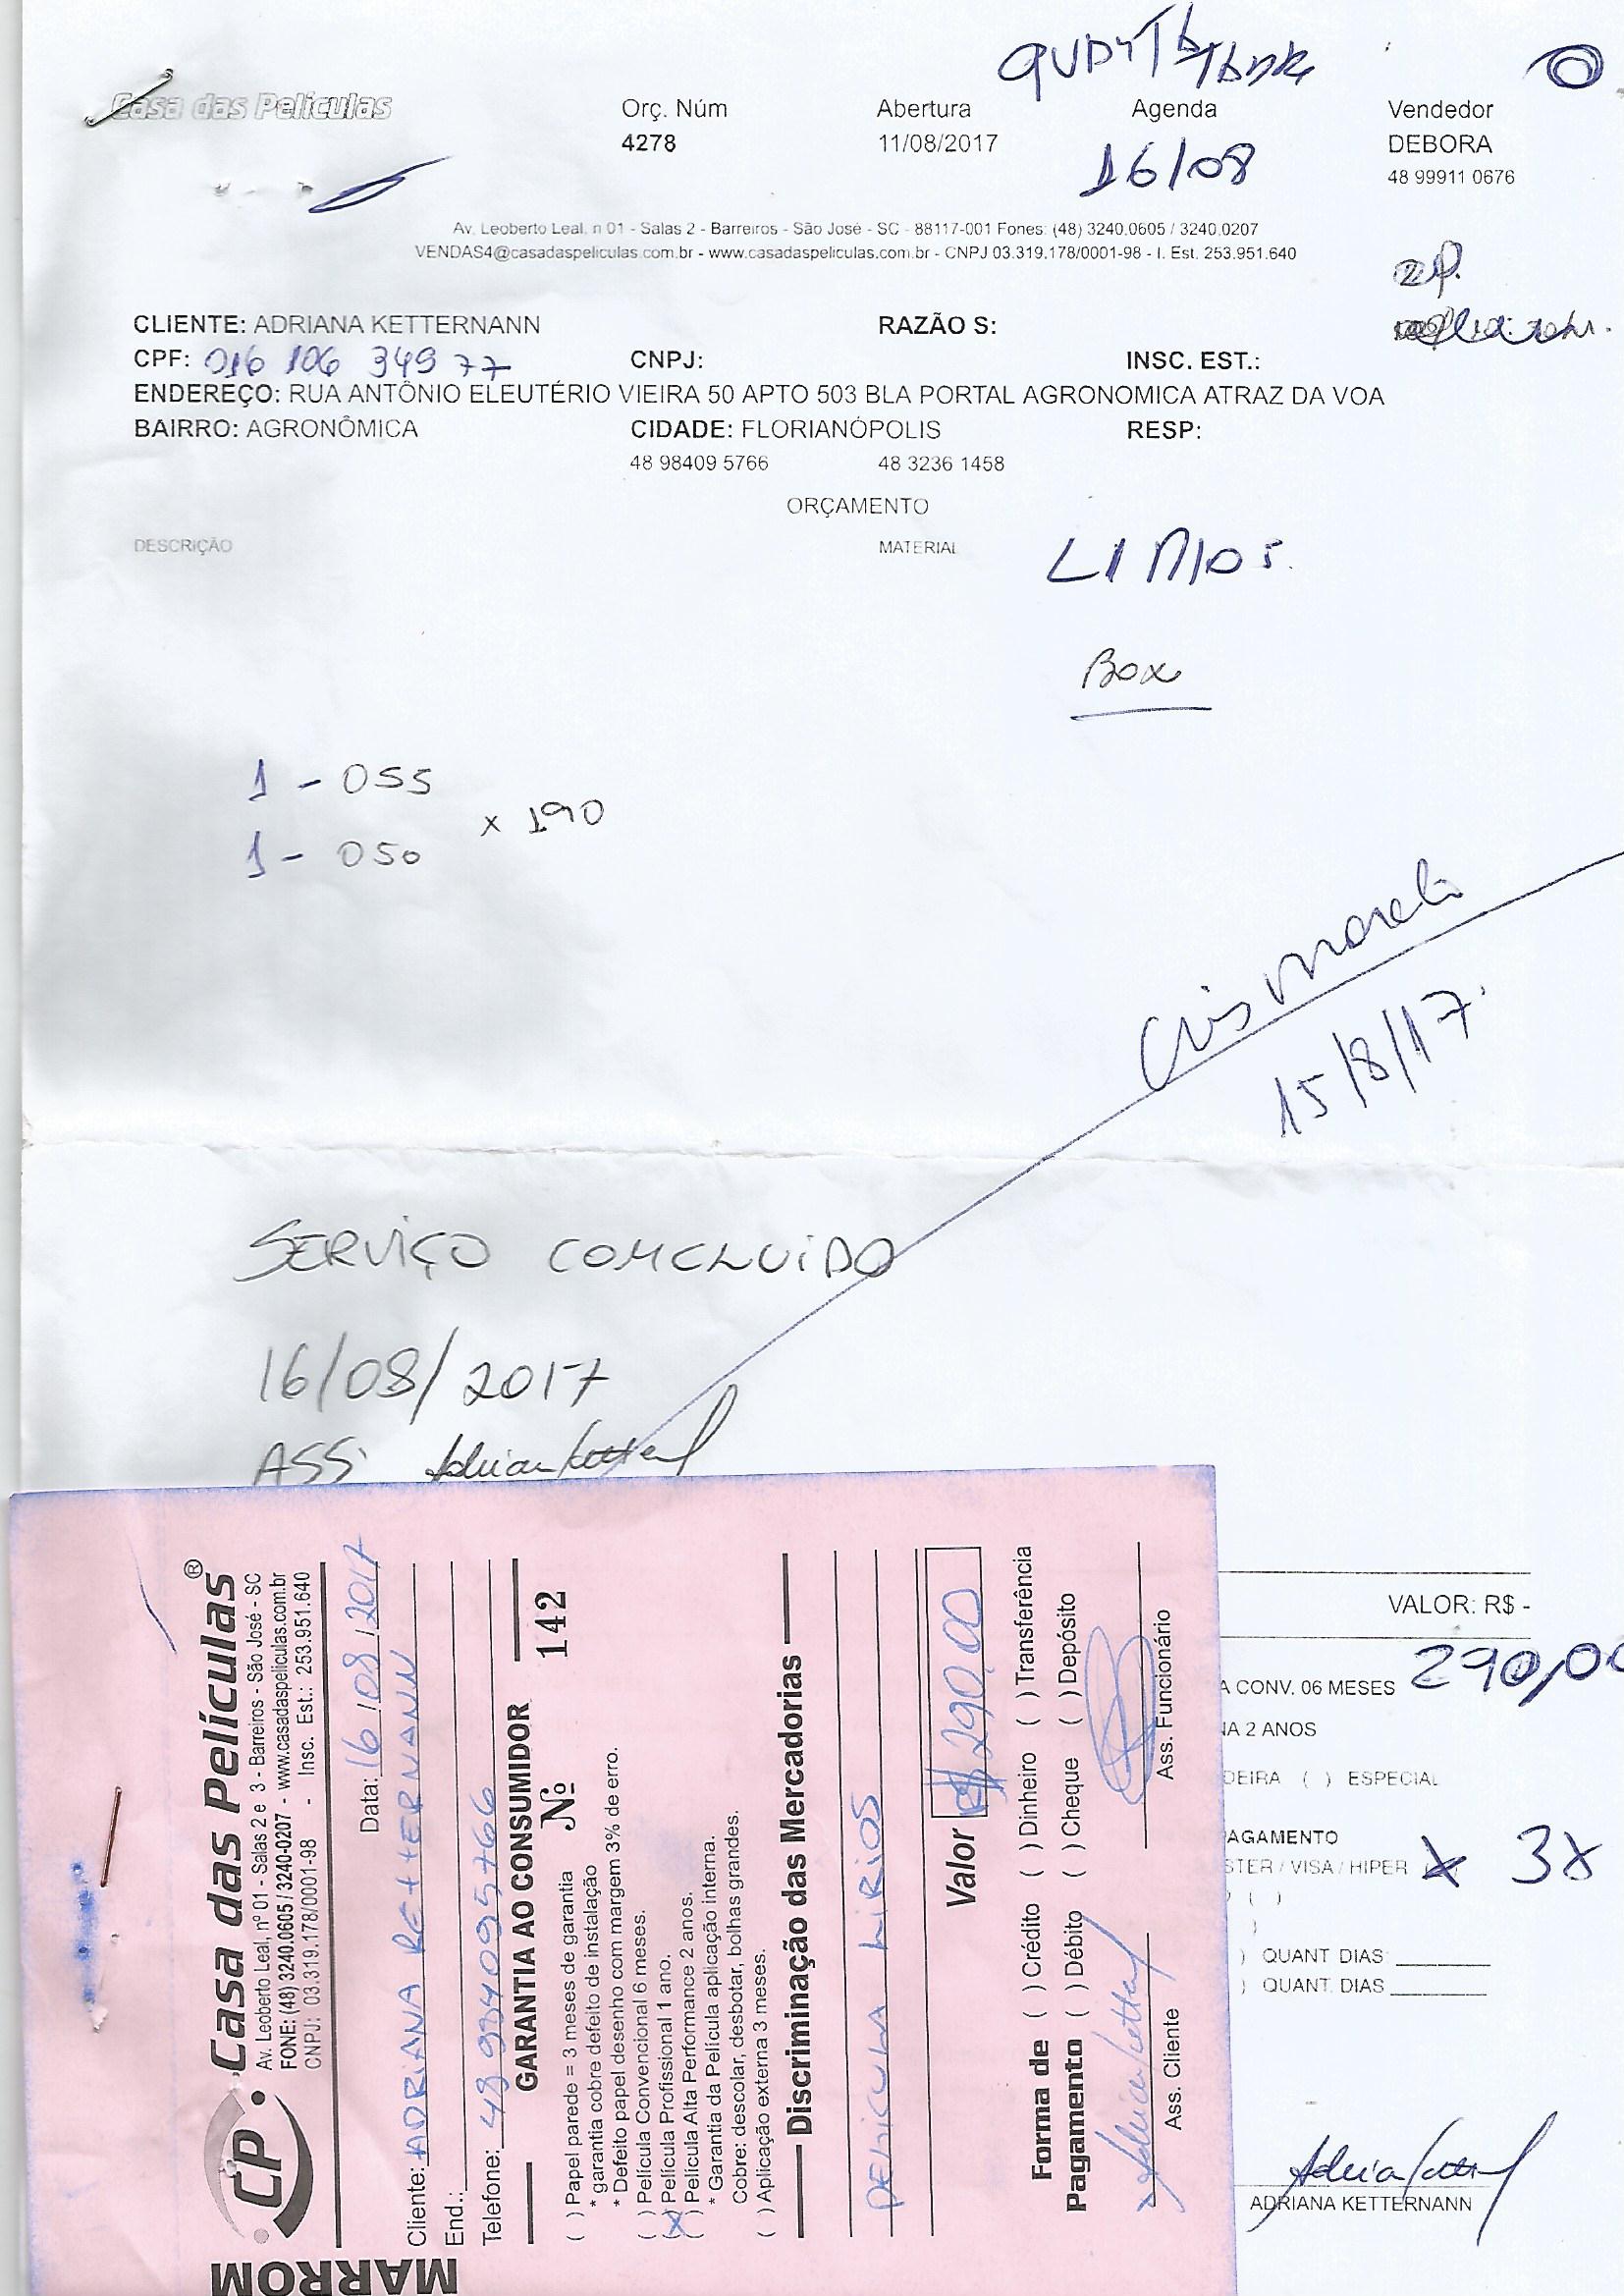 QUARTA TARDE
Casa das Películas
Orç. Núm Abertura Agenda Vendedor
4278 11/08/2017 16/08 DEBORA
48 99911 0676
Av. Leoberto Leal, n 01 - Salas 2 - Barreiros - São José - SC - 88117-001 Fones: (48) 3240.0605 / 3240.0207
VENDAS4@casadaspeliculas.com.br - www.casadaspeliculas.com.br - CNPJ 03.319.178/0001-98 - I. Est. 253.951.640
CLIENTE: ADRIANA KETTERNANN RAZÃO S:
CPF: 016 106 349 77 CNPJ: INSC. EST.:
ENDEREÇO: RUA ANTÔNIO ELEUTÉRIO VIEIRA 50 APTO 503 BLA PORTAL AGRONOMICA ATRAZ DA VOA
BAIRRO: AGRONÔMICA CIDADE: FLORIANÓPOLIS RESP:
48 98409 5766 48 3236 1458
ORÇAMENTO
DESCRIÇÃO MATERIAL
Box
1 - 055
x 190
1 - 050
15/8/17.
SERVIÇO CONCLUIDO
16/08/2017
ASS
VALOR: R$ -
290,00
A CONV. 06 MESES
NA 2 ANOS
DEIRA ( ) ESPECIAL
AGAMENTO
STER / VISA / HIPER X 3x
( )
) QUANT DIAS:
) QUANT. DIAS
ADRIANA KETTERNANN
CP. Casa das Películas®
Av. Leoberto Leal, nº 01 - Salas 2 e 3 - Barreiros - São José - SC
FONE: (48) 3240.0605 / 3240-0207 - www.casadaspeliculas.com.br
CNPJ: 03.319.178/0001-98 - Insc. Est.: 253.951.640
MARROM
Data: 16/08/2017
Cliente: ADRIANA KETTERNANN
End.:
Telefone: 48 984095766
GARANTIA AO CONSUMIDOR
Nº 142
( ) Papel parede = 3 meses de garantia
* garantia cobre defeito de instalação
* Defeito papel desenho com margem 3% de erro.
( ) Película Convencional 6 meses.
(X) Película Profissional 1 ano.
( ) Película Alta Performance 2 anos.
* Garantia da Película aplicação interna.
Cobre: descolar, desbotar, bolhas grandes.
( ) Aplicação externa 3 meses.
Discriminação das Mercadorias
PELICULA LIRIOS
Valor R$ 290,00
Forma de Pagamento
( ) Crédito ( ) Dinheiro ( ) Transferência
( ) Débito ( ) Cheque ( ) Depósito
Ass. Cliente Ass. Funcionário